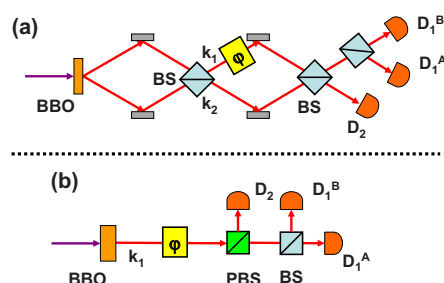 (a)
D₁ᴮ
k₁
φ
BS
BBO
k₂
BS
D₁ᴬ
D₂
(b)
D₂
D₁ᴮ
φ
k₁
BBO
PBS
BS
D₁ᴬ